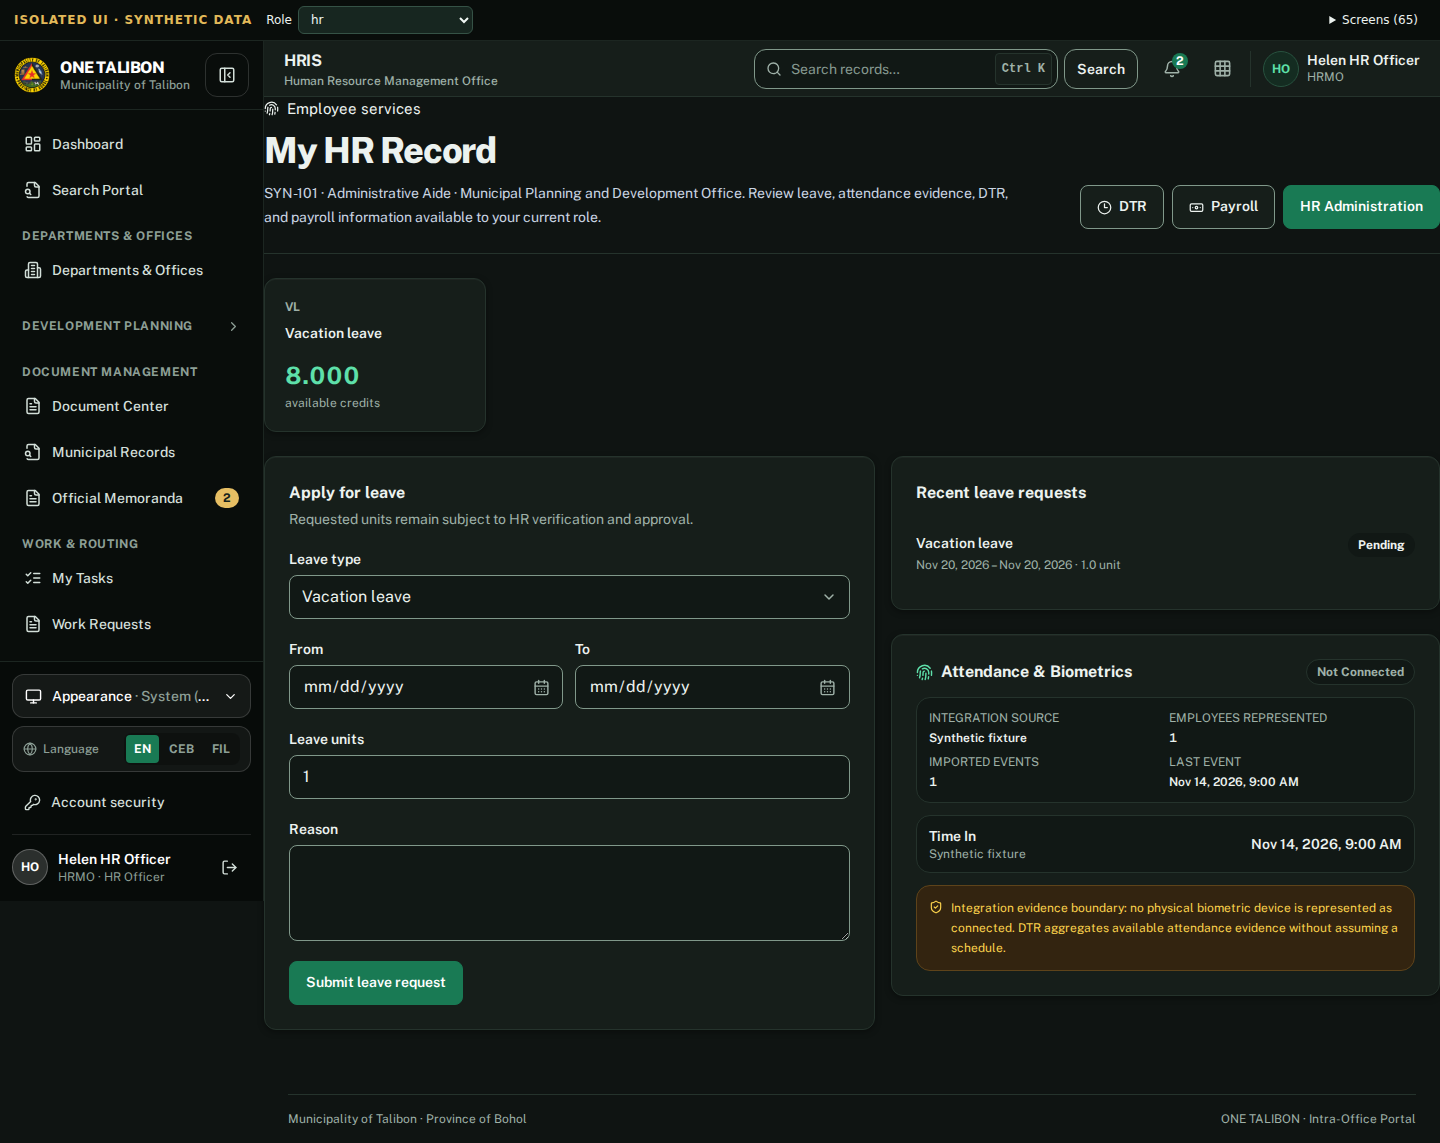 ISOLATED UI · SYNTHETIC DATA
Role
hr
Screens (65)
ONE TALIBON
Municipality of Talibon
HRIS
Human Resource Management Office
Search records...
Ctrl K
Search
2
HO
Helen HR Officer
HRMO
Dashboard
Search Portal
DEPARTMENTS & OFFICES
Departments & Offices
DEVELOPMENT PLANNING
DOCUMENT MANAGEMENT
Document Center
Municipal Records
Official Memoranda
2
WORK & ROUTING
My Tasks
Work Requests
Appearance · System (...
Language
EN
CEB
FIL
Account security
HO
Helen HR Officer
HRMO · HR Officer
Employee services
My HR Record
SYN-101 · Administrative Aide · Municipal Planning and Development Office. Review leave, attendance evidence, DTR,
and payroll information available to your current role.
DTR
Payroll
HR Administration
VL
Vacation leave
8.000
available credits
Apply for leave
Requested units remain subject to HR verification and approval.
Leave type
Vacation leave
From
To
mm/dd/yyyy
mm/dd/yyyy
Leave units
1
Reason
Submit leave request
Recent leave requests
Vacation leave
Pending
Nov 20, 2026 – Nov 20, 2026 · 1.0 unit
Attendance & Biometrics
Not Connected
INTEGRATION SOURCE
Synthetic fixture
EMPLOYEES REPRESENTED
1
IMPORTED EVENTS
1
LAST EVENT
Nov 14, 2026, 9:00 AM
Time In
Synthetic fixture
Nov 14, 2026, 9:00 AM
Integration evidence boundary: no physical biometric device is represented as
connected. DTR aggregates available attendance evidence without assuming a
schedule.
Municipality of Talibon · Province of Bohol
ONE TALIBON · Intra-Office Portal